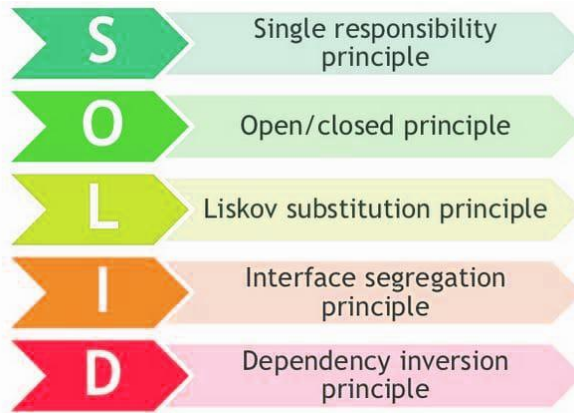 S
Single responsibility
principle
O
Open/closed principle
L
Liskov substitution principle
I
Interface segregation
principle
D
Dependency inversion
principle